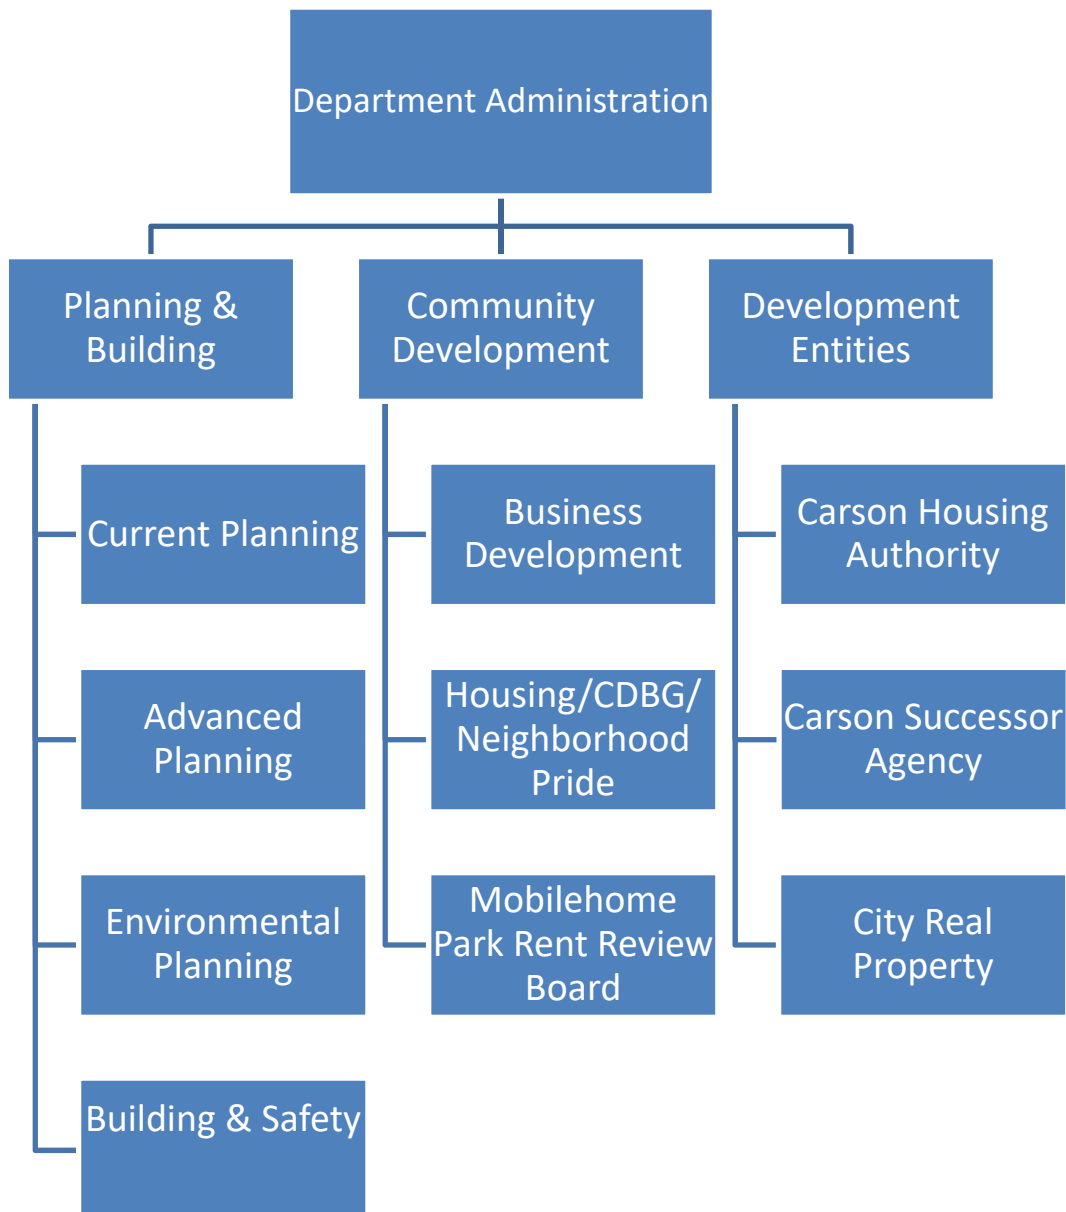 Department Administration
Planning &
Building
Community
Development
Development
Entities
Current Planning
Business
Development
Carson Housing
Authority
Advanced
Planning
Housing/CDBG/
Neighborhood
Pride
Carson Successor
Agency
Environmental
Planning
Mobilehome
Park Rent Review
Board
City Real
Property
Building & Safety